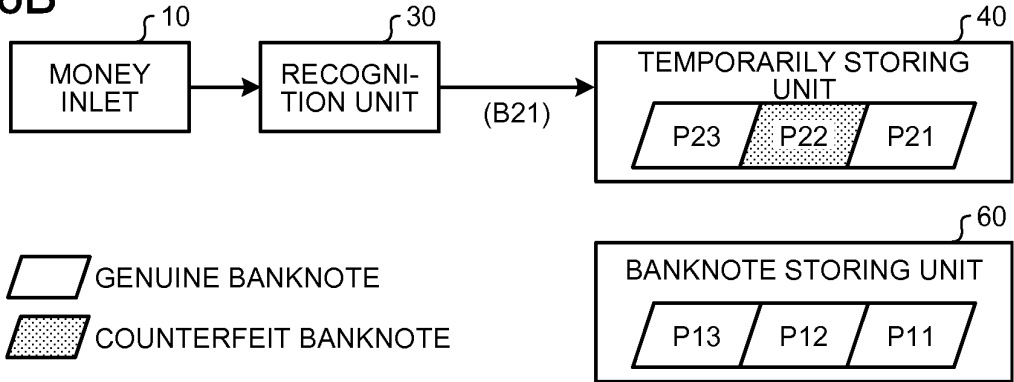 10
30
40
MONEY
INLET
RECOGNI-
TION UNIT
(B21)
TEMPORARILY STORING
UNIT
P23 P22 P21
60
GENUINE BANKNOTE
COUNTERFEIT BANKNOTE
BANKNOTE STORING UNIT
P13 P12 P11